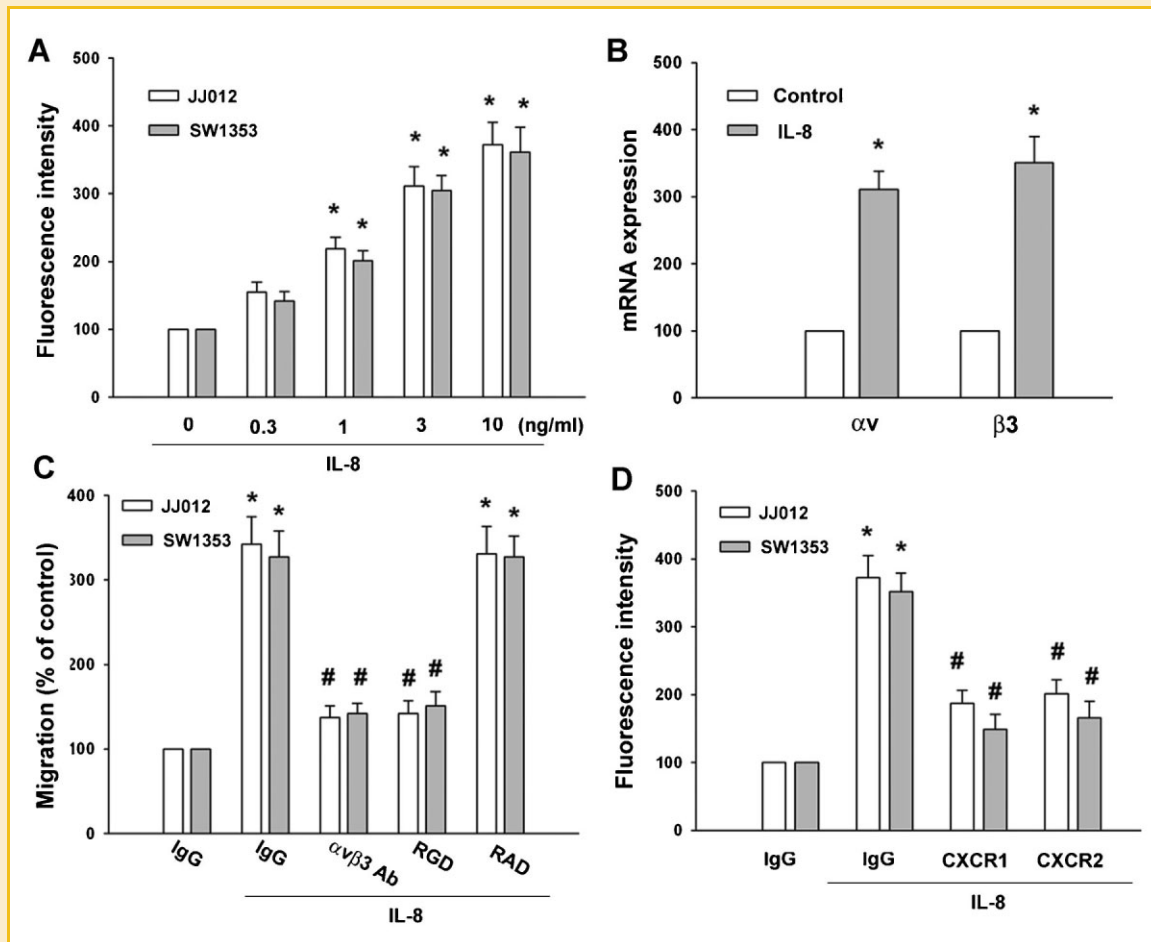 A
500
400
300
200
100
0
Fluorescence intensity
JJ012
SW1353
* *
* *
* *
0 0.3 1 3 10 (ng/ml)
IL-8
B
500
400
300
200
100
0
mRNA expression
Control
IL-8
*
*
αv β3
C
400
300
200
100
0
Migration (% of control)
JJ012
SW1353
* * * *
# # # #
IgG IgG αvβ3 Ab RGD RAD
IL-8
D
500
400
300
200
100
0
Fluorescence intensity
JJ012
SW1353
* *
# # # #
IgG IgG CXCR1 CXCR2
IL-8